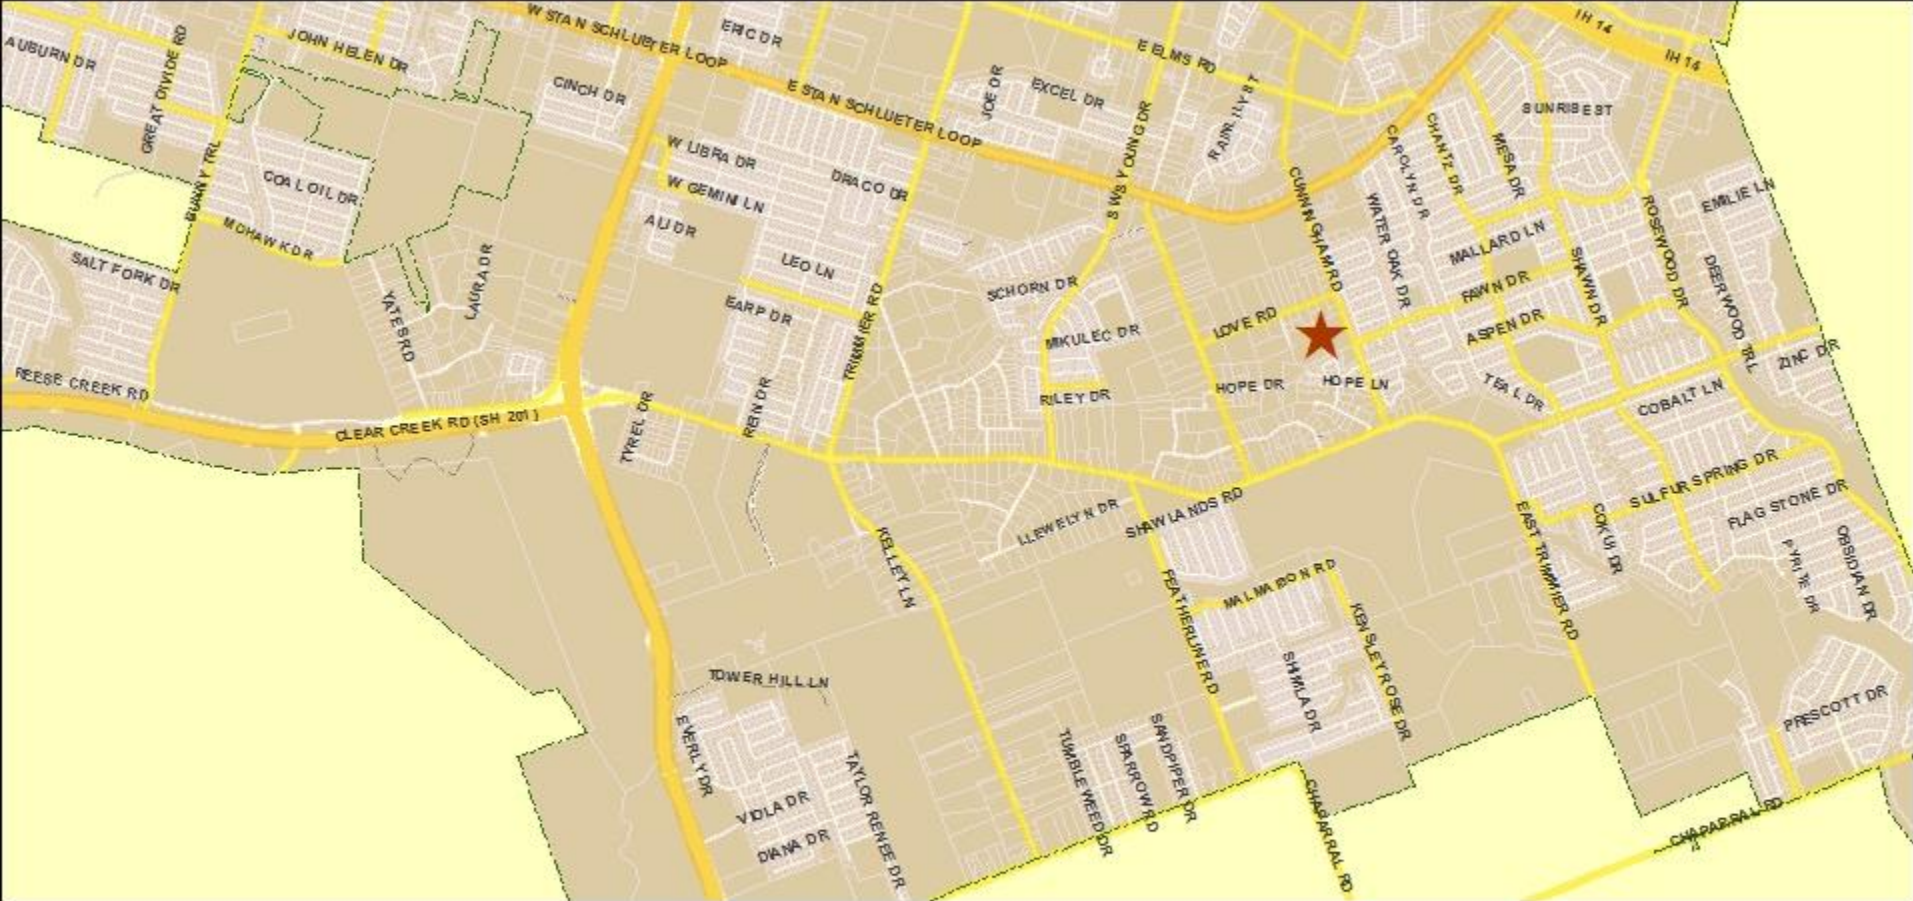 W STAN SCHLUETER LOOP
IH 14
AUBURN DR
GREAT DIVIDE RD
JOHN HELEN DR
ERIC DR
E ELMS RD
IH 14
CINCH DR
E STAN SCHLUETER LOOP
JOE DR
EXCEL DR
SUNRISE ST
W LIBRA DR
W GEMINI LN
DRACO DR
S W S YOUNG DR
CAROLYN DR
CHANTZ DR
MESA DR
COAL OIL DR
BUNNY TRL
MOHAWK DR
ALI DR
CUNNINGHAM RD
WATER OAK DR
EMILIE LN
ROSEWOOD DR
MALLARD LN
SALT FORK DR
LAURA DR
YATES RD
LEO LN
SCHORN DR
FAWN DR
SHAWN DR
DEERWOOD TRL
EARP DR
TRIMMIER RD
MIKULEC DR
LOVE RD
ASPEN DR
ZINC DR
REESE CREEK RD
RILEY DR
HOPE DR
HOPE LN
TEAL DR
COBALT LN
CLEAR CREEK RD (SH 201)
TYREL DR
RERN DR
SULFUR SPRING DR
LLEWELYN DR
SHAWLANDS RD
FLAGSTONE DR
EAST TRIMMIER RD
KELLEY LN
OBSIDIAN DR
PYRITE DR
MALMAISON RD
FEATHERLINE RD
KENSLEY ROSE DR
SHIMLA DR
TOWER HILL LN
PRESCOTT DR
EVERLY DR
TUMBLEWEED DR
SPARROW RD
SANDPIPER DR
TAYLOR RENEE DR
VIOLA DR
DIANA DR
CHAPARRAL RD
CHAPARRAL RD